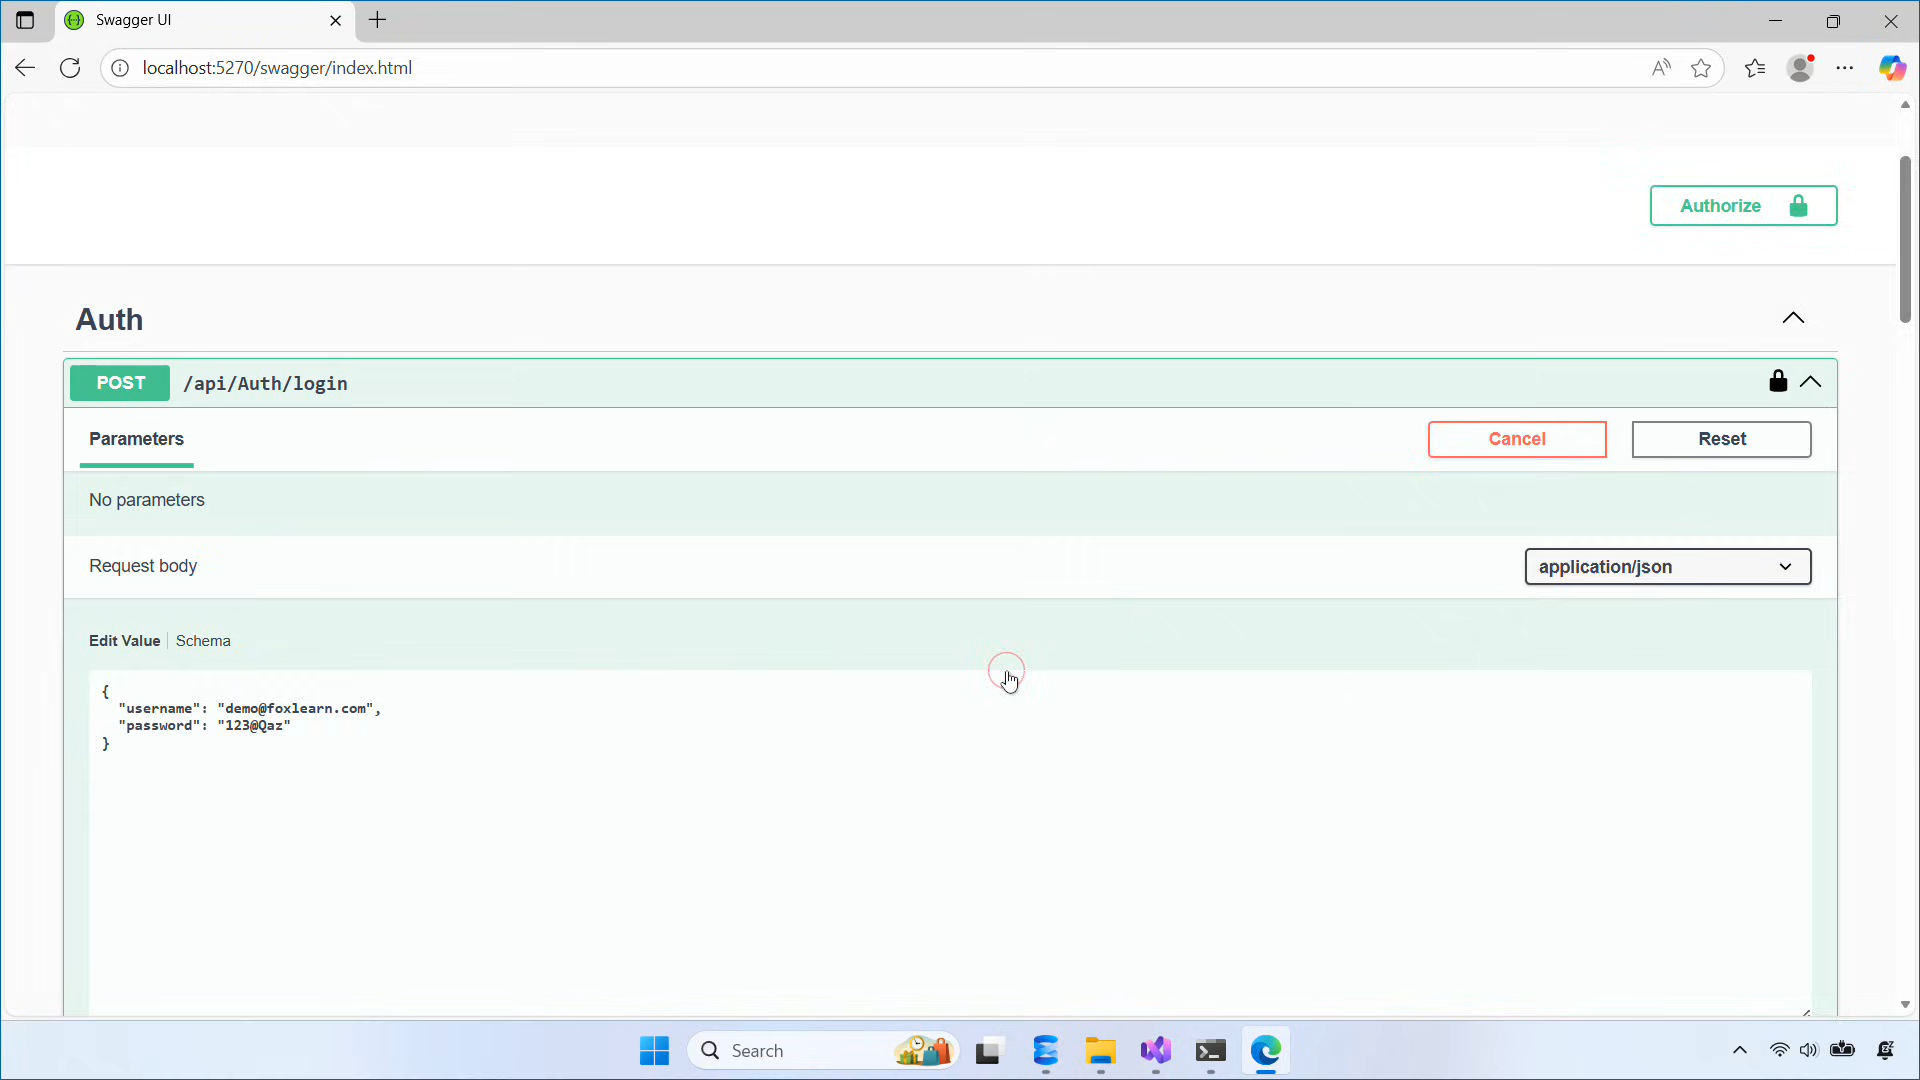 Swagger UI
localhost:5270/swagger/index.html
Authorize
Auth
POST /api/Auth/login
Parameters
Cancel
Reset
No parameters
Request body
application/json
Edit Value
Schema
{
"username": "demo@foxlearn.com",
"password": "123@Qaz"
}
Search